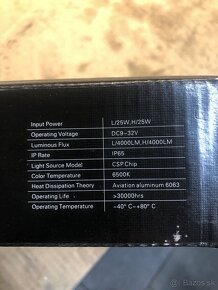 Input Power L/25W,H/25W
Operating Voltage DC9-32V
Luminous Flux L/4000LM,H/4000LM
IP Rate IP65
Light Source Model CSP Chip
Color Temperature 6500K
Heat Dissipation Theory Aviation aluminum 6063
Operating Life >30000hrs
Operating Temperature -40° C~+80° C
bazar.sk